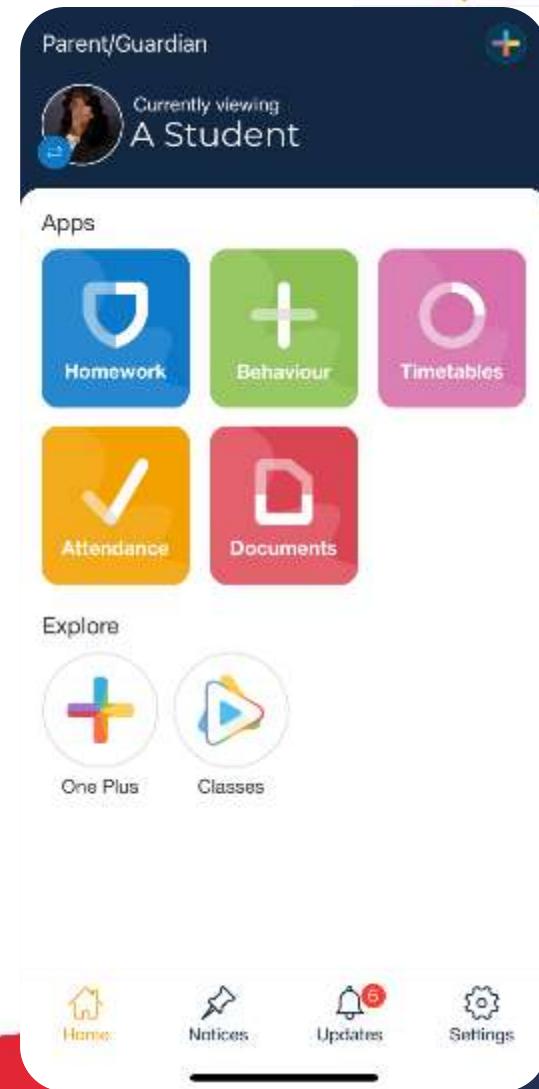 Parent/Guardian
Currently viewing
A Student
Apps
Homework
Behaviour
Timetables
Attendance
Documents
Explore
One Plus
Classes
6
Home
Notices
Updates
Settings